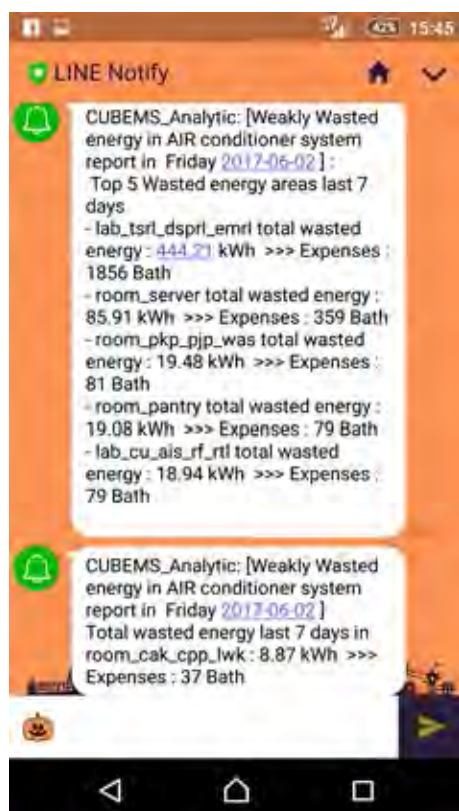 42% 15:45
LINE Notify
CUBEMS_Analytic: [Weakly Wasted
energy in AIR conditioner system
report in Friday 2017-06-02 ] :
Top 5 Wasted energy areas last 7
days
- lab_tsrl_dsprl_emrl total wasted
energy : 444.21 kWh >>> Expenses :
1856 Bath
- room_server total wasted energy :
85.91 kWh >>> Expenses : 359 Bath
- room_pkp_pjp_was total wasted
energy : 19.48 kWh >>> Expenses :
81 Bath
- room_pantry total wasted energy :
19.08 kWh >>> Expenses : 79 Bath
- lab_cu_ais_rf_rtl total wasted
energy : 18.94 kWh >>> Expenses :
79 Bath
CUBEMS_Analytic: [Weakly Wasted
energy in AIR conditioner system
report in Friday 2017-06-02 ]
Total wasted energy last 7 days in
room_cak_cpp_lwk : 8.87 kWh >>>
Expenses : 37 Bath